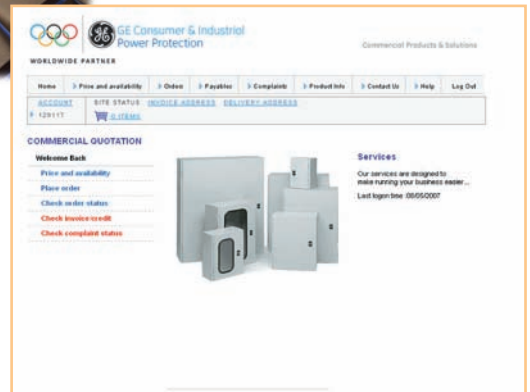 GE Consumer & Industrial
Power Protection
Commercial Products & Solutions
WORLDWIDE PARTNER
Home Price and availability Orders Payables Complaints Product Info Contact Us Help Log Out
ACCOUNT SITE STATUS INVOICE ADDRESS DELIVERY ADDRESS
129117 0 ITEMS
COMMERCIAL QUOTATION
Welcome Back
Price and availability
Place order
Check order status
Check invoice/credit
Check complaint status
Services
Our services are designed to
make running your business easier...
Last logon time :08/05/2007